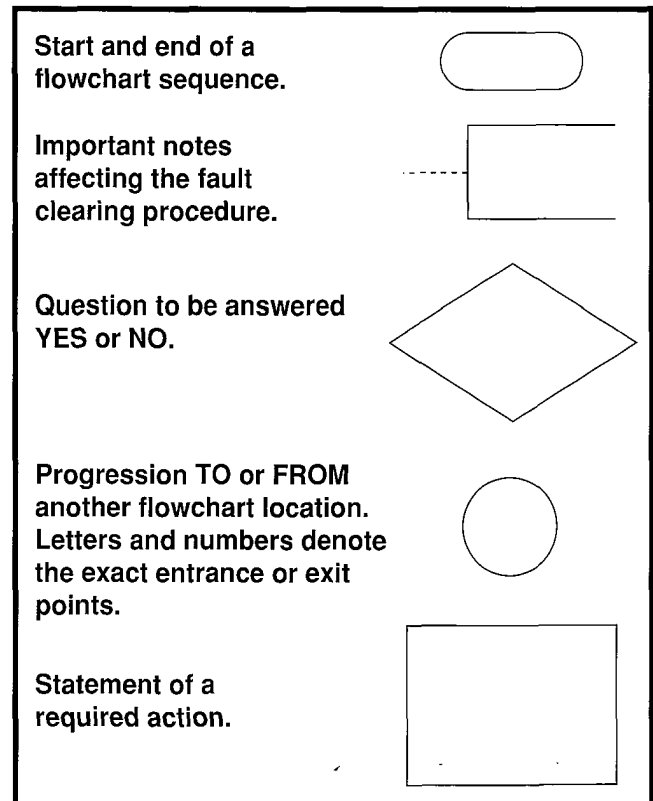 Start and end of a
flowchart sequence.
Important notes
affecting the fault
clearing procedure.
Question to be answered
YES or NO.
Progression TO or FROM
another flowchart location.
Letters and numbers denote
the exact entrance or exit
points.
Statement of a
required action.